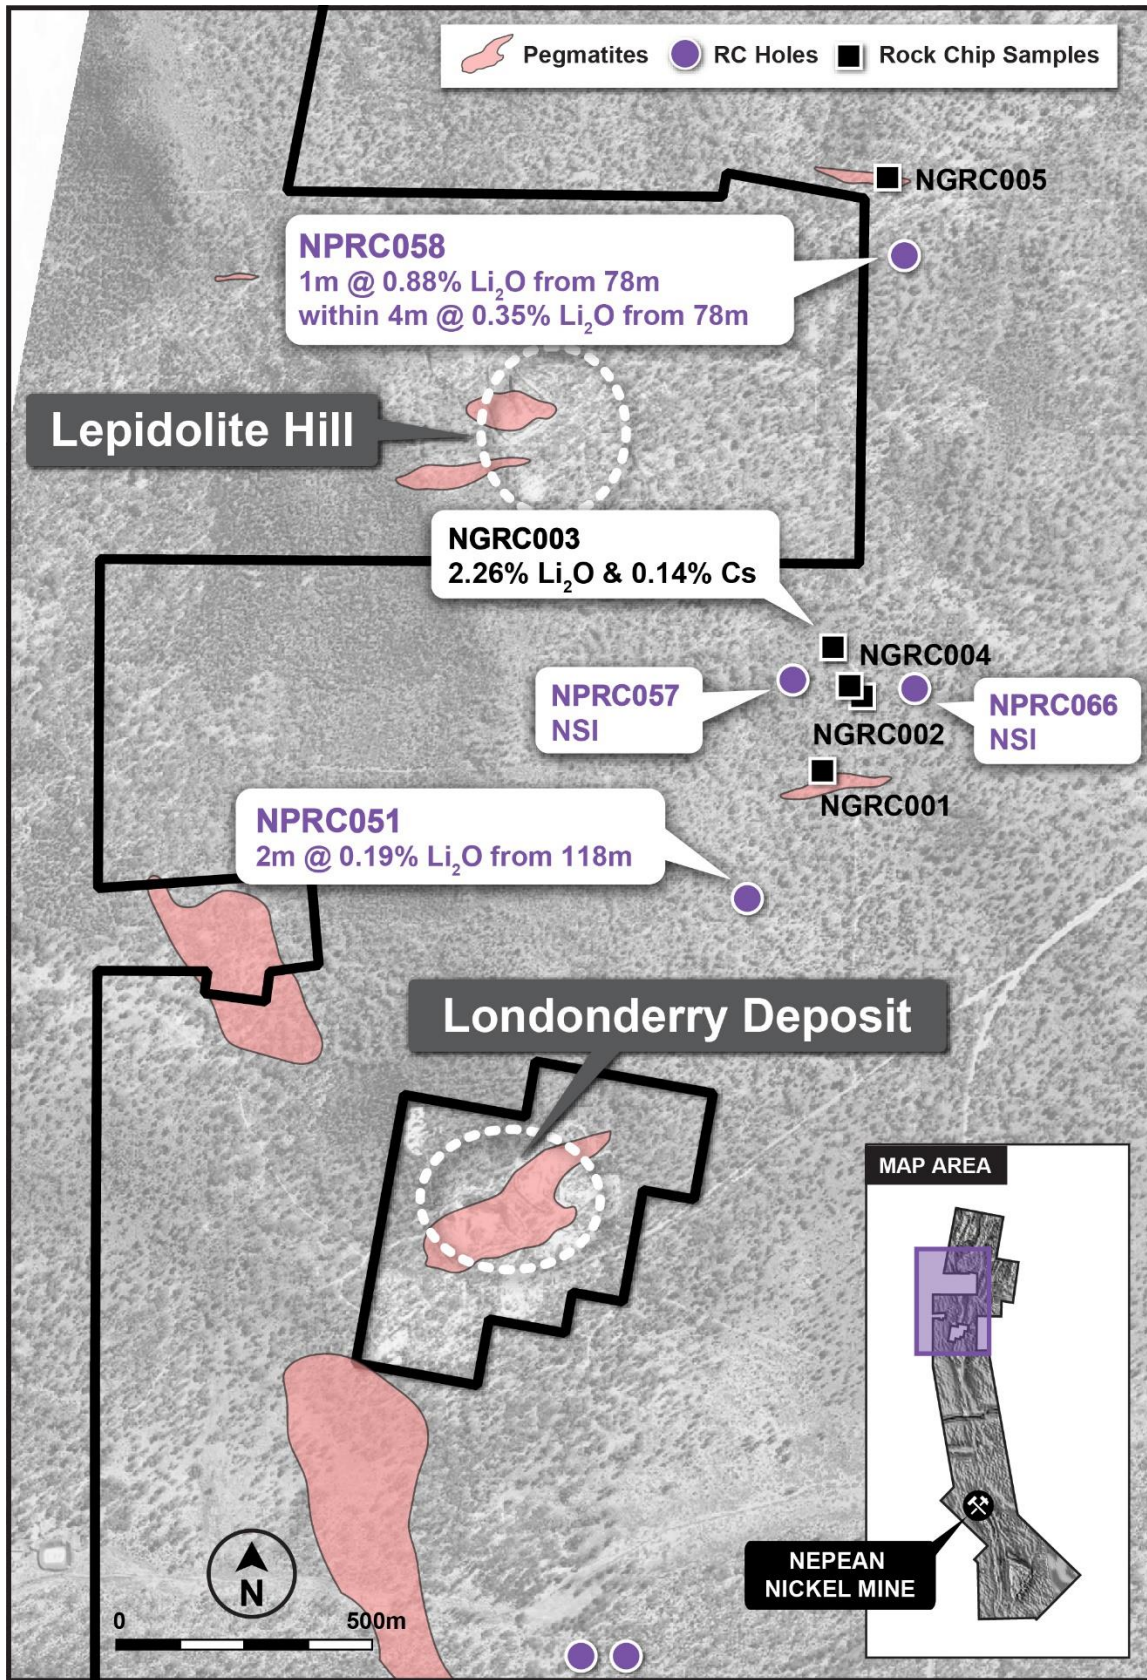 Pegmatites RC Holes Rock Chip Samples
NGRC005
NPRC058
1m @ 0.88% Li₂O from 78m
within 4m @ 0.35% Li₂O from 78m
Lepidolite Hill
NGRC003
2.26% Li₂O & 0.14% Cs
NGRC004
NPRC057
NSI
NPRC066
NSI
NGRC002
NGRC001
NPRC051
2m @ 0.19% Li₂O from 118m
Londonderry Deposit
MAP AREA
NEPEAN
NICKEL MINE
N
0 500m